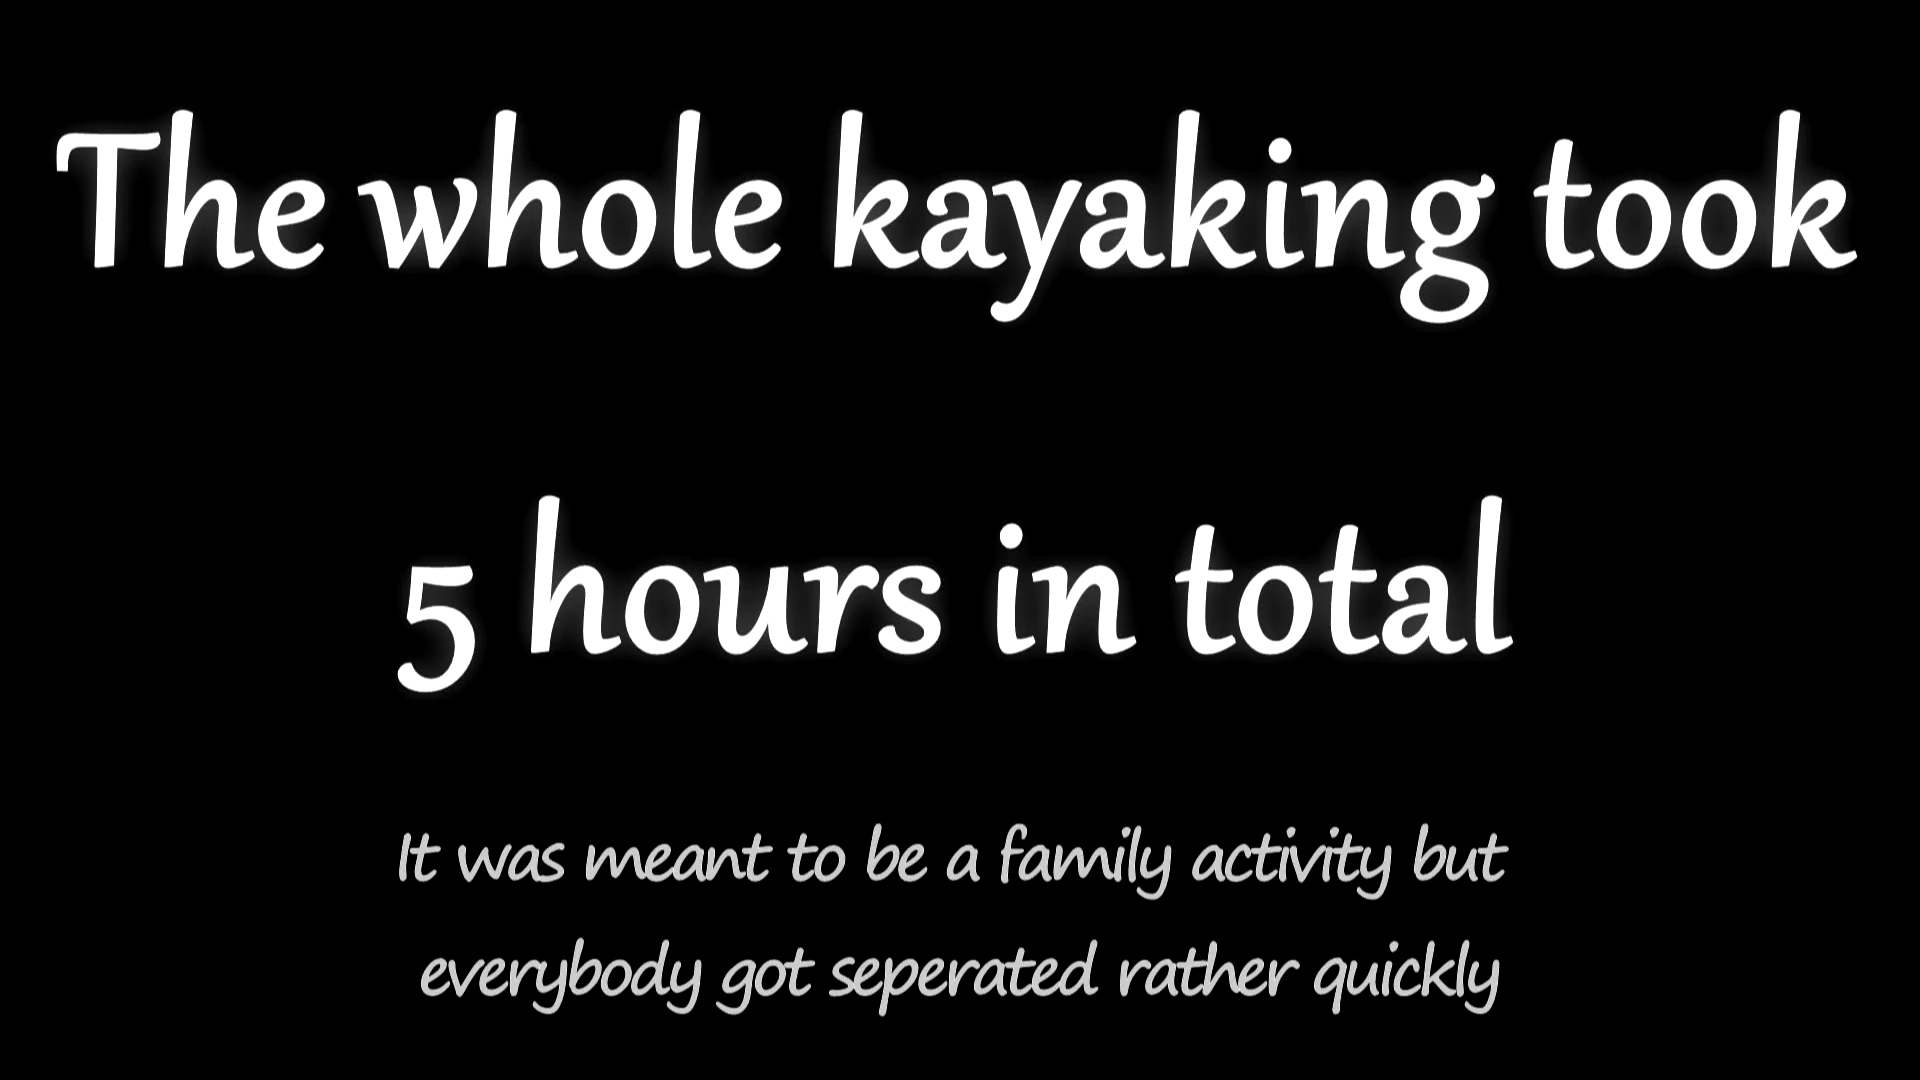 The whole kayaking took
5 hours in total
It was meant to be a family activity but
everybody got seperated rather quickly